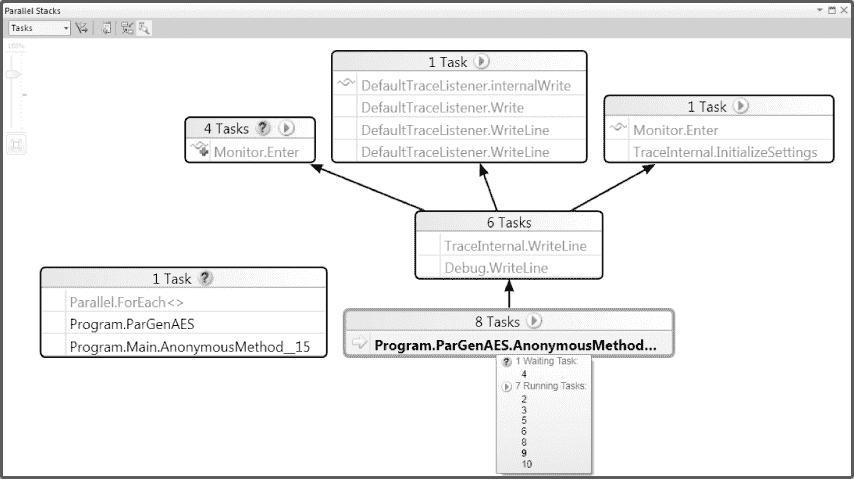 Parallel Stacks
Tasks
100%
1 Task
DefaultTraceListener.internalWrite
DefaultTraceListener.Write
DefaultTraceListener.WriteLine
DefaultTraceListener.WriteLine
4 Tasks ?
Monitor.Enter
1 Task
Monitor.Enter
TraceInternal.InitializeSettings
6 Tasks
TraceInternal.WriteLine
Debug.WriteLine
1 Task ?
Parallel.ForEach<>
Program.ParGenAES
Program.Main.AnonymousMethod__15
8 Tasks
Program.ParGenAES.AnonymousMethod...
? 1 Waiting Task:
4
7 Running Tasks:
2
3
5
6
8
9
10